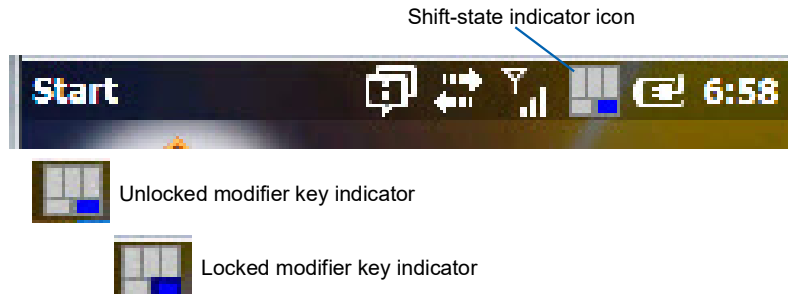 Shift-state indicator icon
Start 6:58
Unlocked modifier key indicator
Locked modifier key indicator